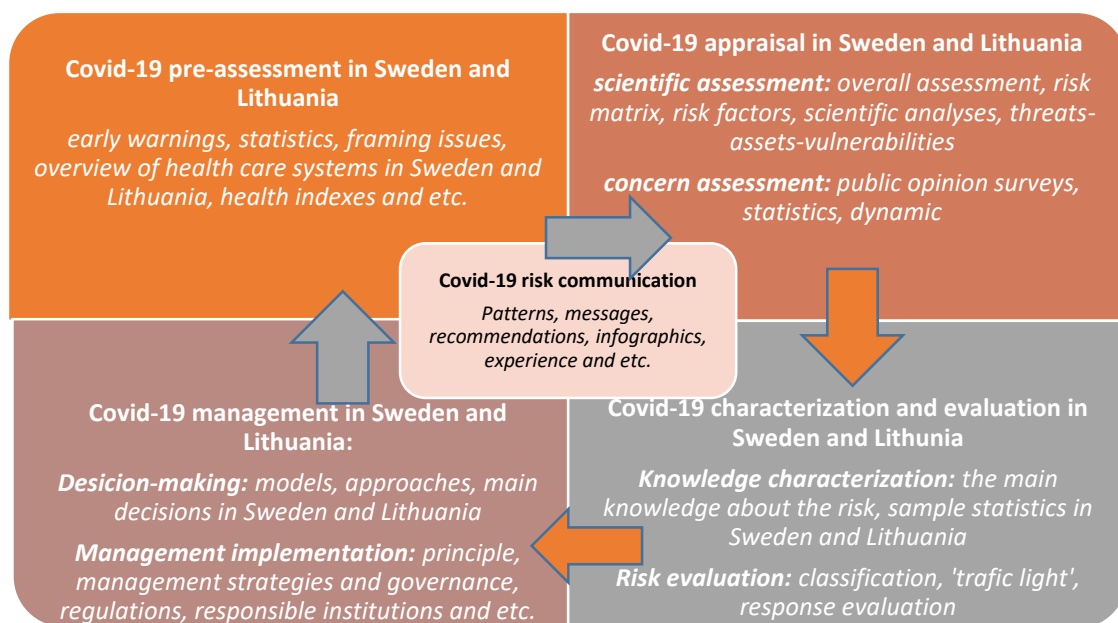 Covid-19 pre-assessment in Sweden and
Lithuania
early warnings, statistics, framing issues,
overview of health care systems in Sweden and
Lithuania, health indexes and etc.
Covid-19 appraisal in Sweden and Lithuania
scientific assessment: overall assessment, risk
matrix, risk factors, scientific analyses, threats-
assets-vulnerabilities
concern assessment: public opinion surveys,
statistics, dynamic
Covid-19 risk communication
Patterns, messages,
recommendations, infographics,
experience and etc.
Covid-19 management in Sweden and
Lithuania:
Desicion-making: models, approaches, main
decisions in Sweden and Lithuania
Management implementation: principle,
management strategies and governance,
regulations, responsible institutions and etc.
Covid-19 characterization and evaluation in
Sweden and Lithunia
Knowledge characterization: the main
knowledge about the risk, sample statistics in
Sweden and Lithuania
Risk evaluation: classification, 'trafic light',
response evaluation